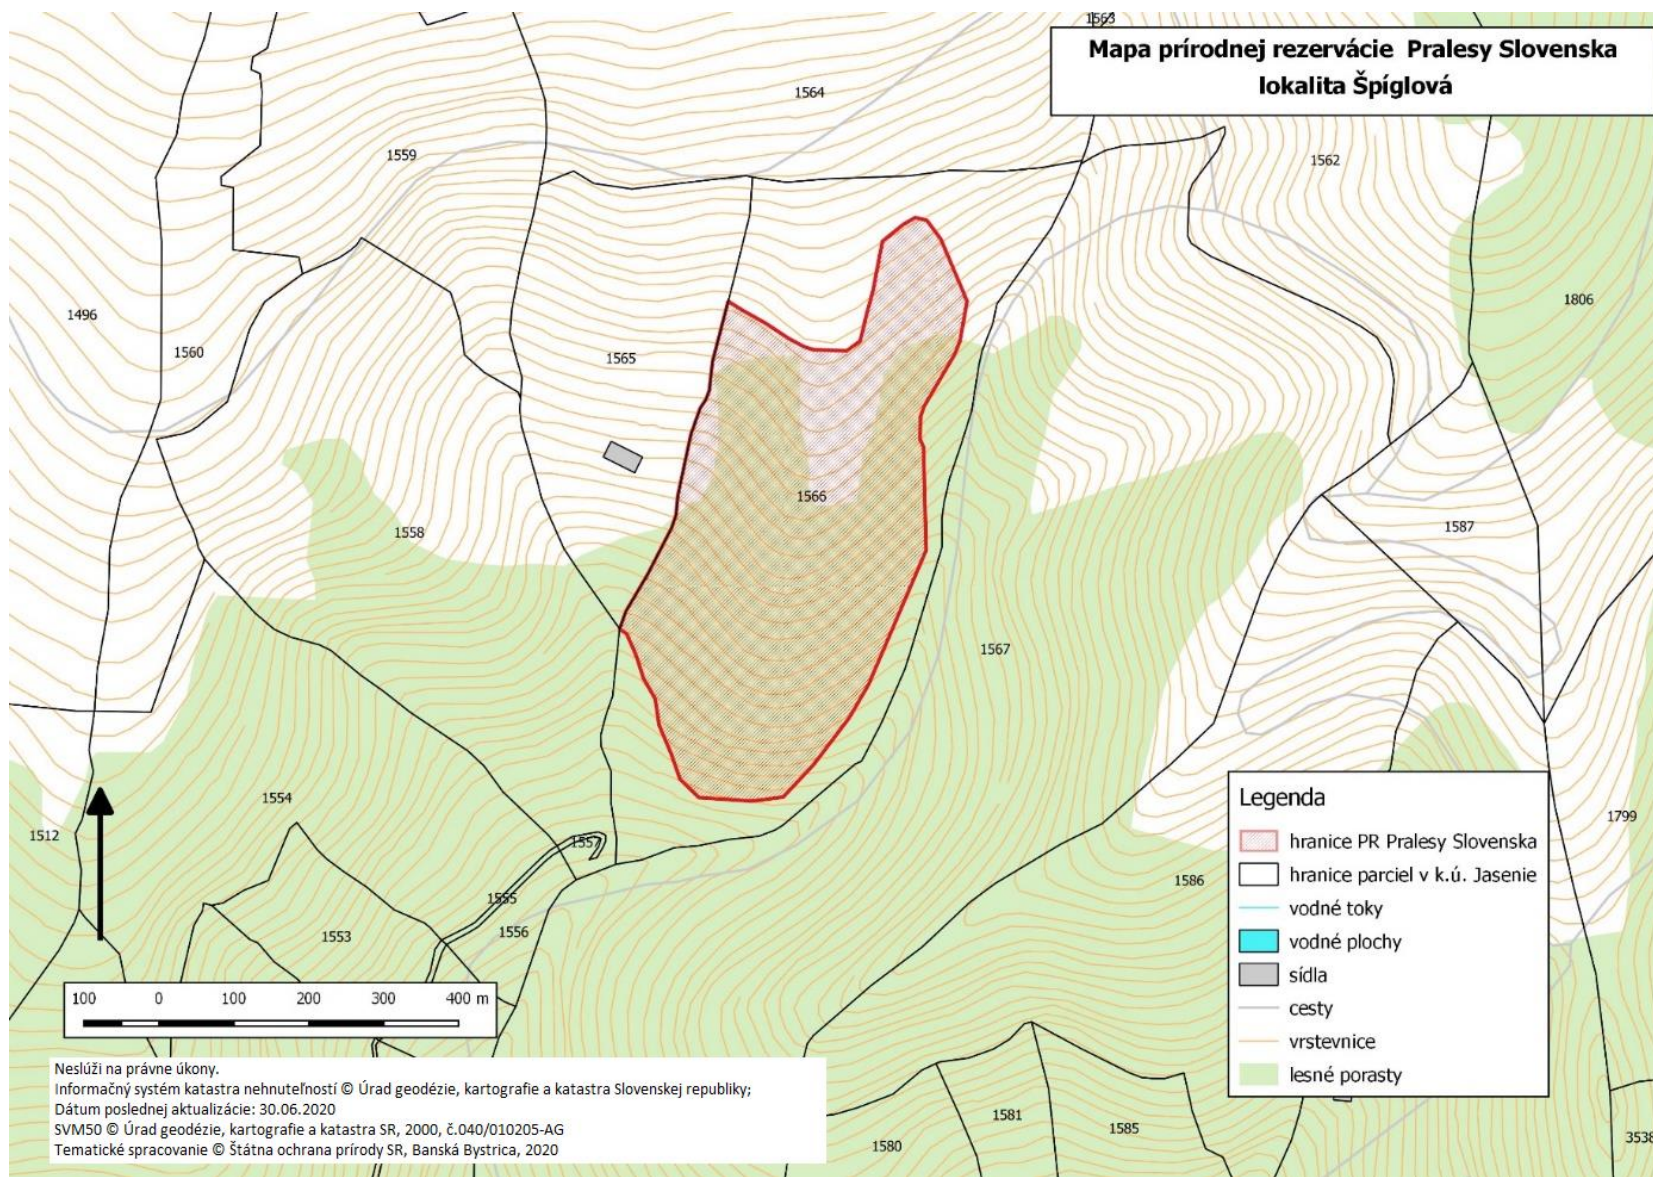 Mapa prírodnej rezervácie Pralesy Slovenska
lokalita Špíglová
1563
1564
1559
1562
1496
1560
1565
1806
1566
1558
1587
1567
1554
1512
1557
1799
1586
1555
1556
1553
1581
1585
1580
3538
Legenda
hranice PR Pralesy Slovenska
hranice parciel v k.ú. Jasenie
vodné toky
vodné plochy
sídla
cesty
vrstevnice
lesné porasty
100 0 100 200 300 400 m
Neslúži na právne úkony.
Informačný systém katastra nehnuteľností © Úrad geodézie, kartografie a katastra Slovenskej republiky;
Dátum poslednej aktualizácie: 30.06.2020
SVM50 © Úrad geodézie, kartografie a katastra SR, 2000, č.040/010205-AG
Tematické spracovanie © Štátna ochrana prírody SR, Banská Bystrica, 2020